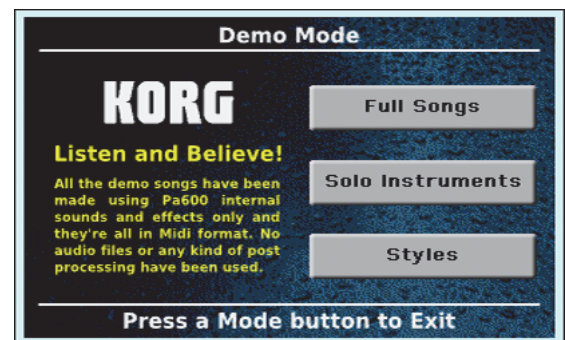 Demo Mode
KORG
Listen and Believe!
All the demo songs have been
made using Pa600 internal
sounds and effects only and
they're all in Midi format. No
audio files or any kind of post
processing have been used.
Full Songs
Solo Instruments
Styles
Press a Mode button to Exit